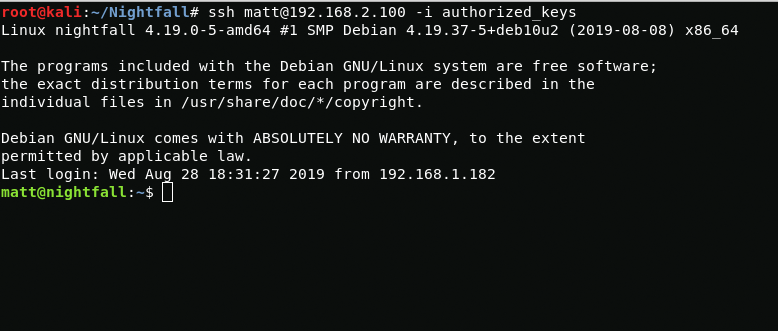 root@kali:~/Nightfall# ssh matt@192.168.2.100 -i authorized_keys
Linux nightfall 4.19.0-5-amd64 #1 SMP Debian 4.19.37-5+deb10u2 (2019-08-08) x86_64
The programs included with the Debian GNU/Linux system are free software;
the exact distribution terms for each program are described in the
individual files in /usr/share/doc/*/copyright.
Debian GNU/Linux comes with ABSOLUTELY NO WARRANTY, to the extent
permitted by applicable law.
Last login: Wed Aug 28 18:31:27 2019 from 192.168.1.182
matt@nightfall:~$